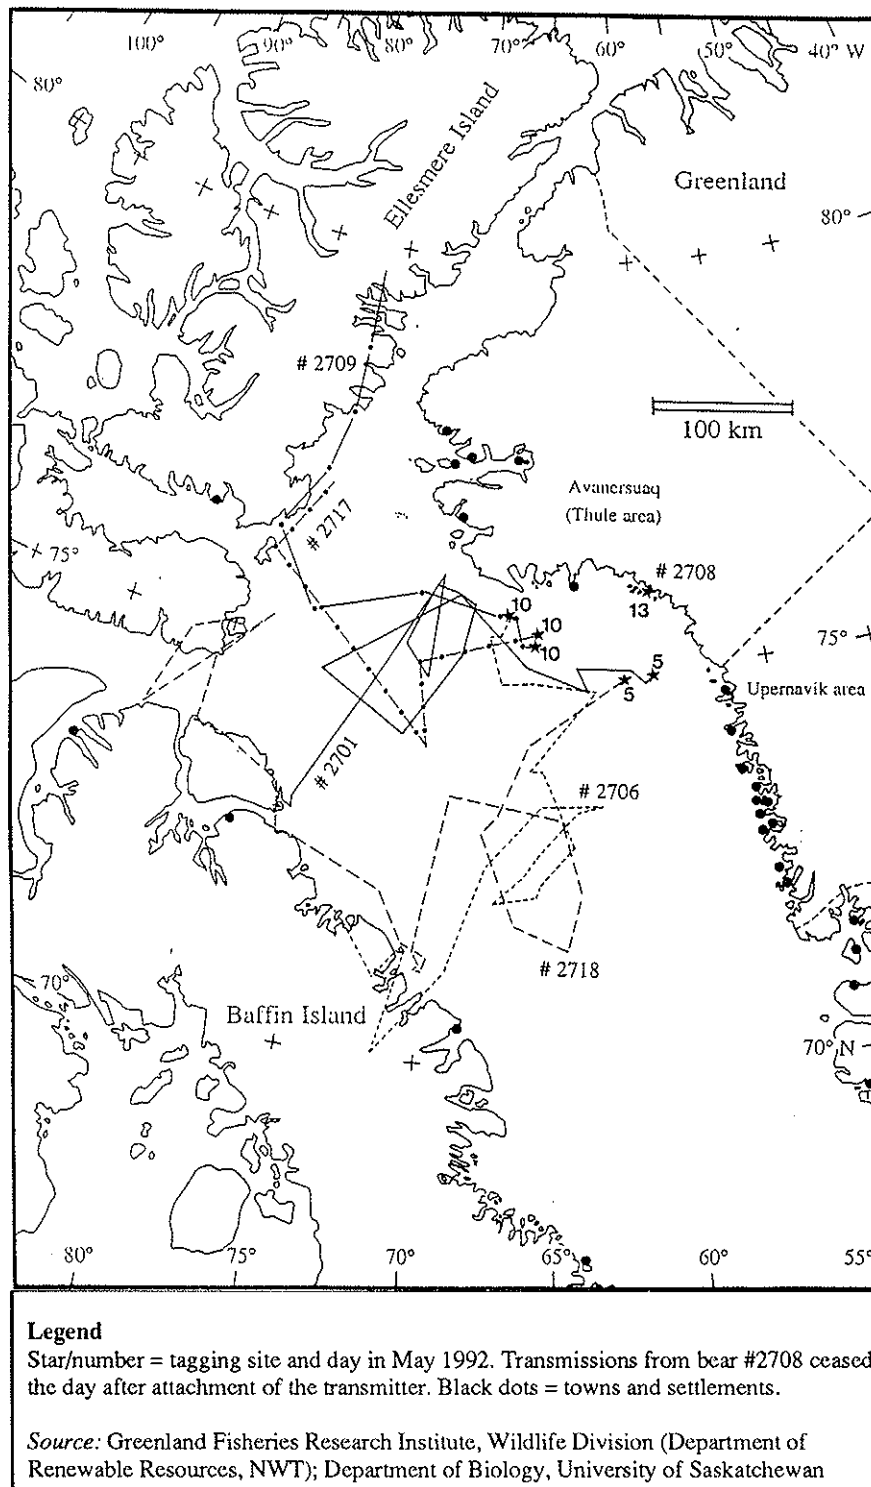 100° 90° 80° 70° 60° 50° 40° W
80°
Ellesmere Island
Greenland
80°
# 2709
100 km
Avanersuaq
(Thule area)
# 2717
75°
# 2708
13
10
10
10
75°
5
5
Upernavik area
# 2701
# 2706
# 2718
70°
Baffin Island
70° N
80° 75° 70° 65° 60° 55°
Legend
Star/number = tagging site and day in May 1992. Transmissions from bear #2708 ceased
the day after attachment of the transmitter. Black dots = towns and settlements.
Source: Greenland Fisheries Research Institute, Wildlife Division (Department of
Renewable Resources, NWT); Department of Biology, University of Saskatchewan